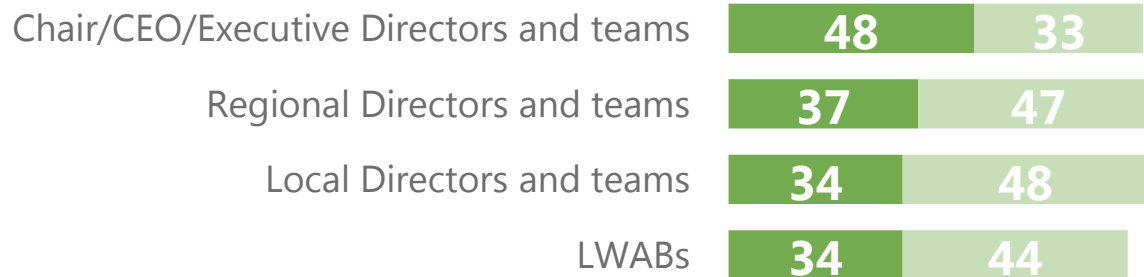 Chair/CEO/Executive Directors and teams 48 33
Regional Directors and teams 37 47
Local Directors and teams 34 48
LWABs 34 44